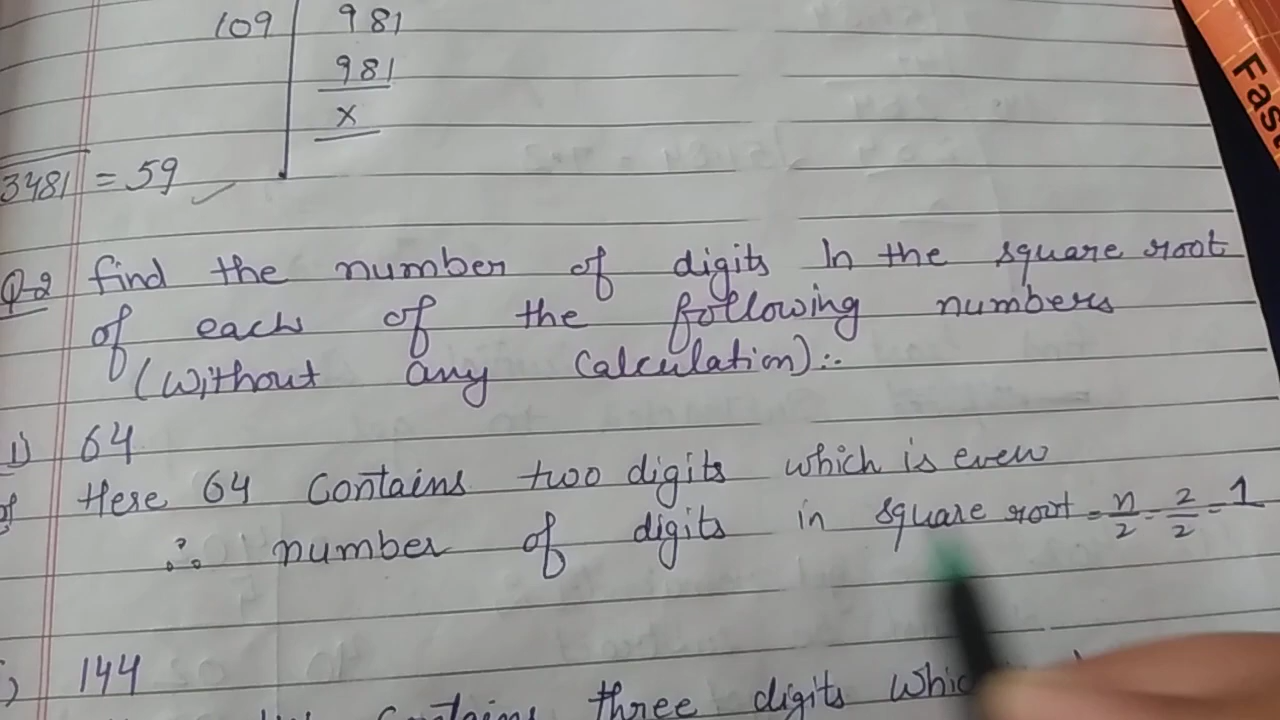 109 981
981
x
3481 = 59
Fas
Q-2 find the number of digits In the square root
of each of the following numbers
(Without any Calculation):-
1) 64
Here 64 Contains two digits which is even
∴ number of digits in square root = n/2 = 2/2 = 1
144
three digits